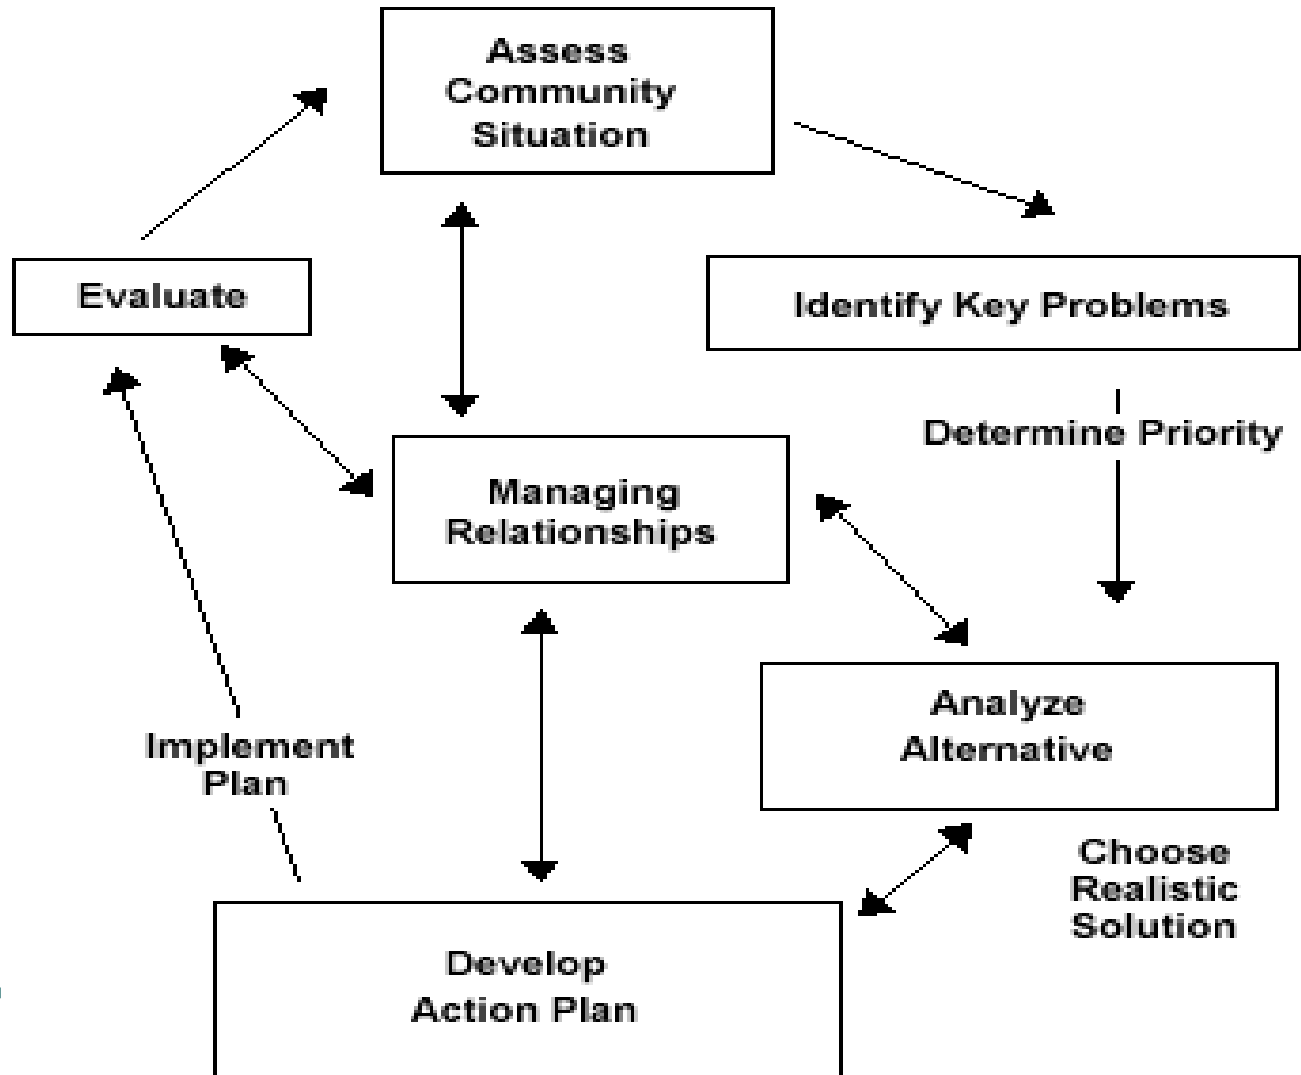 Assess
Community
Situation
Evaluate
Identify Key Problems
Determine Priority
Managing
Relationships
Analyze
Alternative
Implement
Plan
Choose
Realistic
Solution
Develop
Action Plan